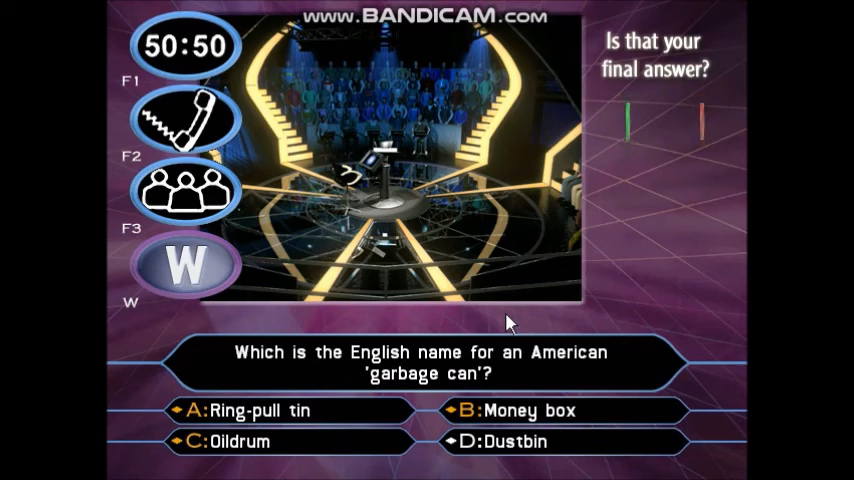 www.BANDICAM.com
50:50
Is that your
final answer?
F1
F2
F3
W
W
Which is the English name for an American
'garbage can'?
A:Ring-pull tin
B:Money box
C:Oildrum
D:Dustbin